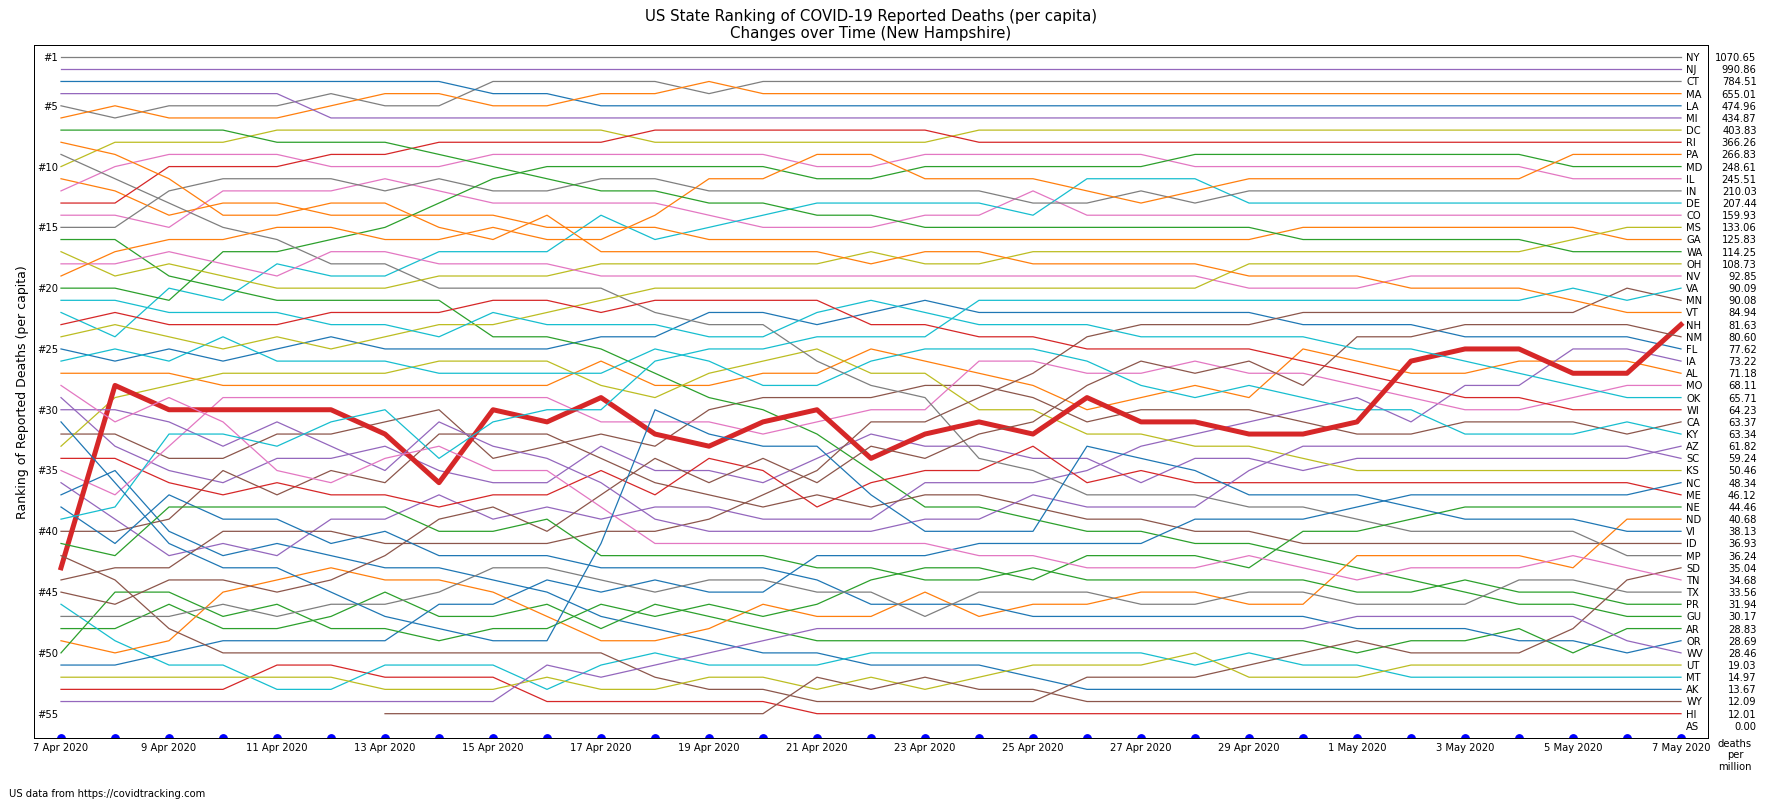 US State Ranking of COVID-19 Reported Deaths (per capita)
Changes over Time (New Hampshire)
Ranking of Reported Deaths (per capita)
#1
#5
#10
#15
#20
#25
#30
#35
#40
#45
#50
#55
NY 1070.65
NJ 990.86
CT 784.51
MA 655.01
LA 474.96
MI 434.87
DC 403.83
RI 366.26
PA 266.83
MD 248.61
IL 245.51
IN 210.03
DE 207.44
CO 159.93
MS 133.06
GA 125.83
WA 114.25
OH 108.73
NV 92.85
VA 90.09
MN 90.08
VT 84.94
NH 81.63
NM 80.60
FL 77.62
IA 73.22
AL 71.18
MO 68.11
OK 65.71
WI 64.23
CA 63.37
KY 63.34
AZ 61.82
SC 59.24
KS 50.46
NC 48.34
ME 46.12
NE 44.46
ND 40.68
VI 38.13
ID 36.93
MP 36.24
SD 35.04
TN 34.68
TX 33.56
PR 31.94
GU 30.17
AR 28.83
OR 28.69
WV 28.46
UT 19.03
MT 14.97
AK 13.67
WY 12.09
HI 12.01
AS 0.00
7 Apr 2020 9 Apr 2020 11 Apr 2020 13 Apr 2020 15 Apr 2020 17 Apr 2020 19 Apr 2020 21 Apr 2020 23 Apr 2020 25 Apr 2020 27 Apr 2020 29 Apr 2020 1 May 2020 3 May 2020 5 May 2020 7 May 2020
deaths
per
million
US data from https://covidtracking.com